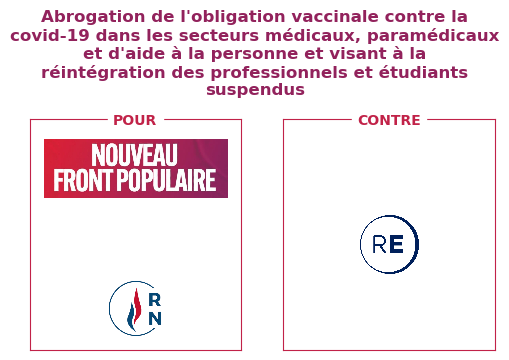 Abrogation de l'obligation vaccinale contre la
covid-19 dans les secteurs médicaux, paramédicaux
et d'aide à la personne et visant à la
réintégration des professionnels et étudiants
suspendus
POUR
CONTRE
NOUVEAU
FRONT POPULAIRE
RE
R
N